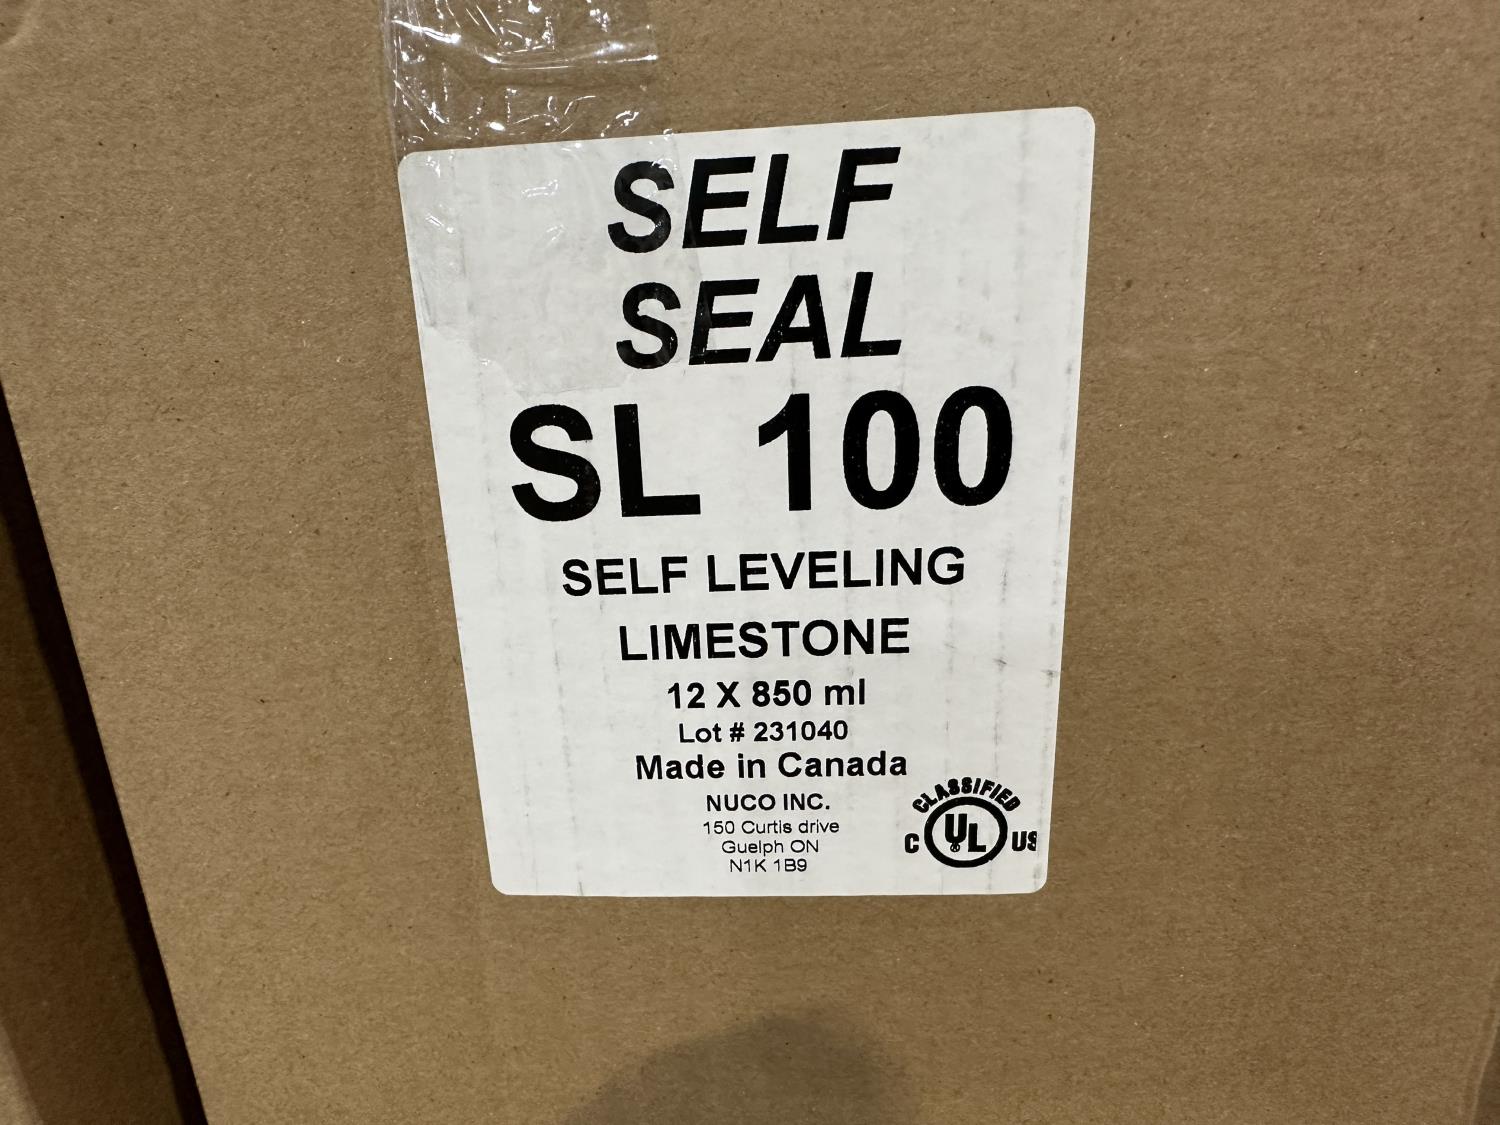 SELF
SEAL
SL 100
SELF LEVELING
LIMESTONE
12 X 850 ml
Lot # 231040
Made in Canada
NUCO INC.
150 Curtis drive
Guelph ON
N1K 1B9
CLASSIFIED
C UL US